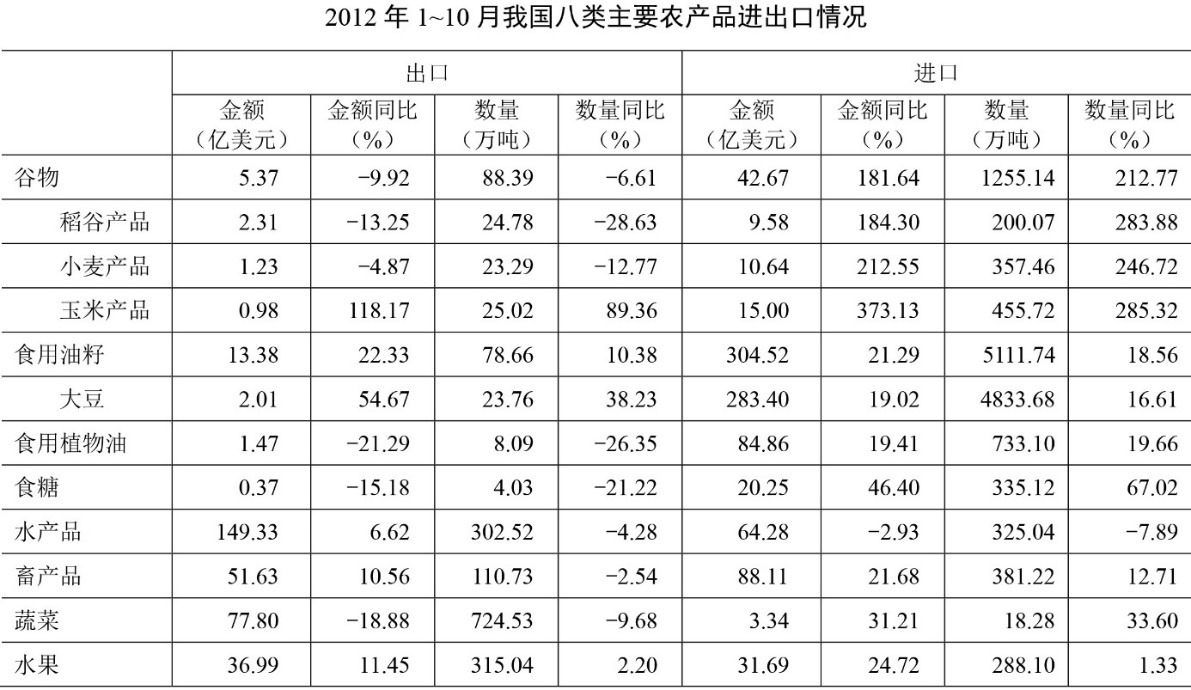 2012 年 1~10 月我国八类主要农产品进出口情况
出口 进口
金额（亿美元） 金额同比（%） 数量（万吨） 数量同比（%） 金额（亿美元） 金额同比（%） 数量（万吨） 数量同比（%）
谷物 5.37 −9.92 88.39 −6.61 42.67 181.64 1255.14 212.77
稻谷产品 2.31 −13.25 24.78 −28.63 9.58 184.30 200.07 283.88
小麦产品 1.23 −4.87 23.29 −12.77 10.64 212.55 357.46 246.72
玉米产品 0.98 118.17 25.02 89.36 15.00 373.13 455.72 285.32
食用油籽 13.38 22.33 78.66 10.38 304.52 21.29 5111.74 18.56
大豆 2.01 54.67 23.76 38.23 283.40 19.02 4833.68 16.61
食用植物油 1.47 −21.29 8.09 −26.35 84.86 19.41 733.10 19.66
食糖 0.37 −15.18 4.03 −21.22 20.25 46.40 335.12 67.02
水产品 149.33 6.62 302.52 −4.28 64.28 −2.93 325.04 −7.89
畜产品 51.63 10.56 110.73 −2.54 88.11 21.68 381.22 12.71
蔬菜 77.80 −18.88 724.53 −9.68 3.34 31.21 18.28 33.60
水果 36.99 11.45 315.04 2.20 31.69 24.72 288.10 1.33